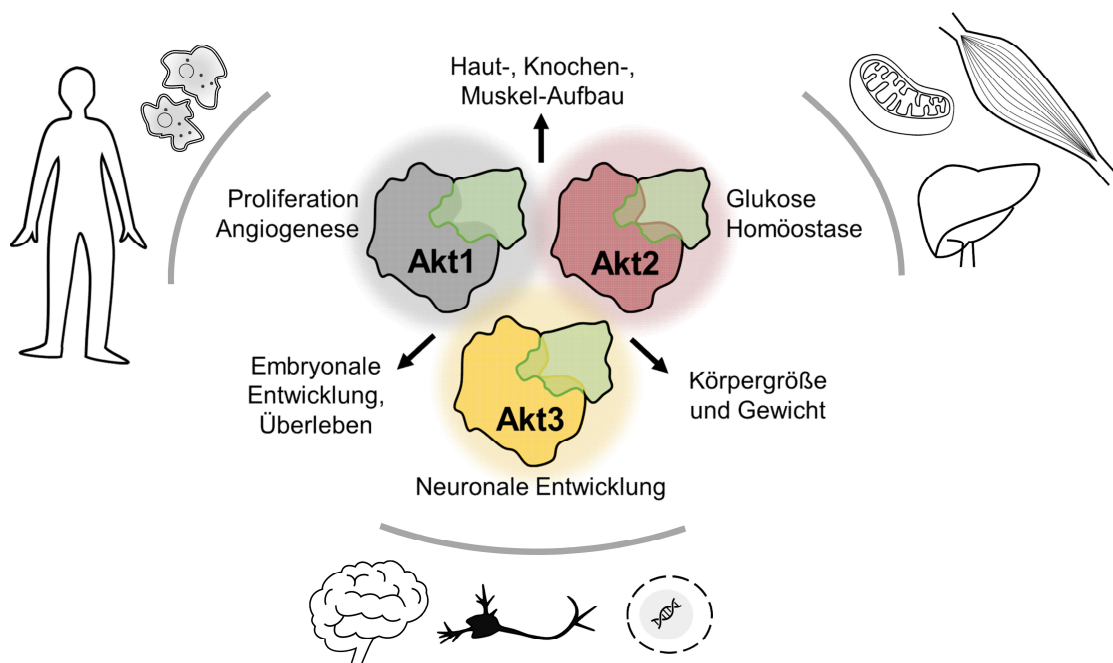 Haut-, Knochen-,
Muskel-Aufbau
Proliferation
Angiogenese
Glukose
Homöostase
Akt1
Akt2
Embryonale
Entwicklung,
Überleben
Körpergröße
und Gewicht
Akt3
Neuronale Entwicklung